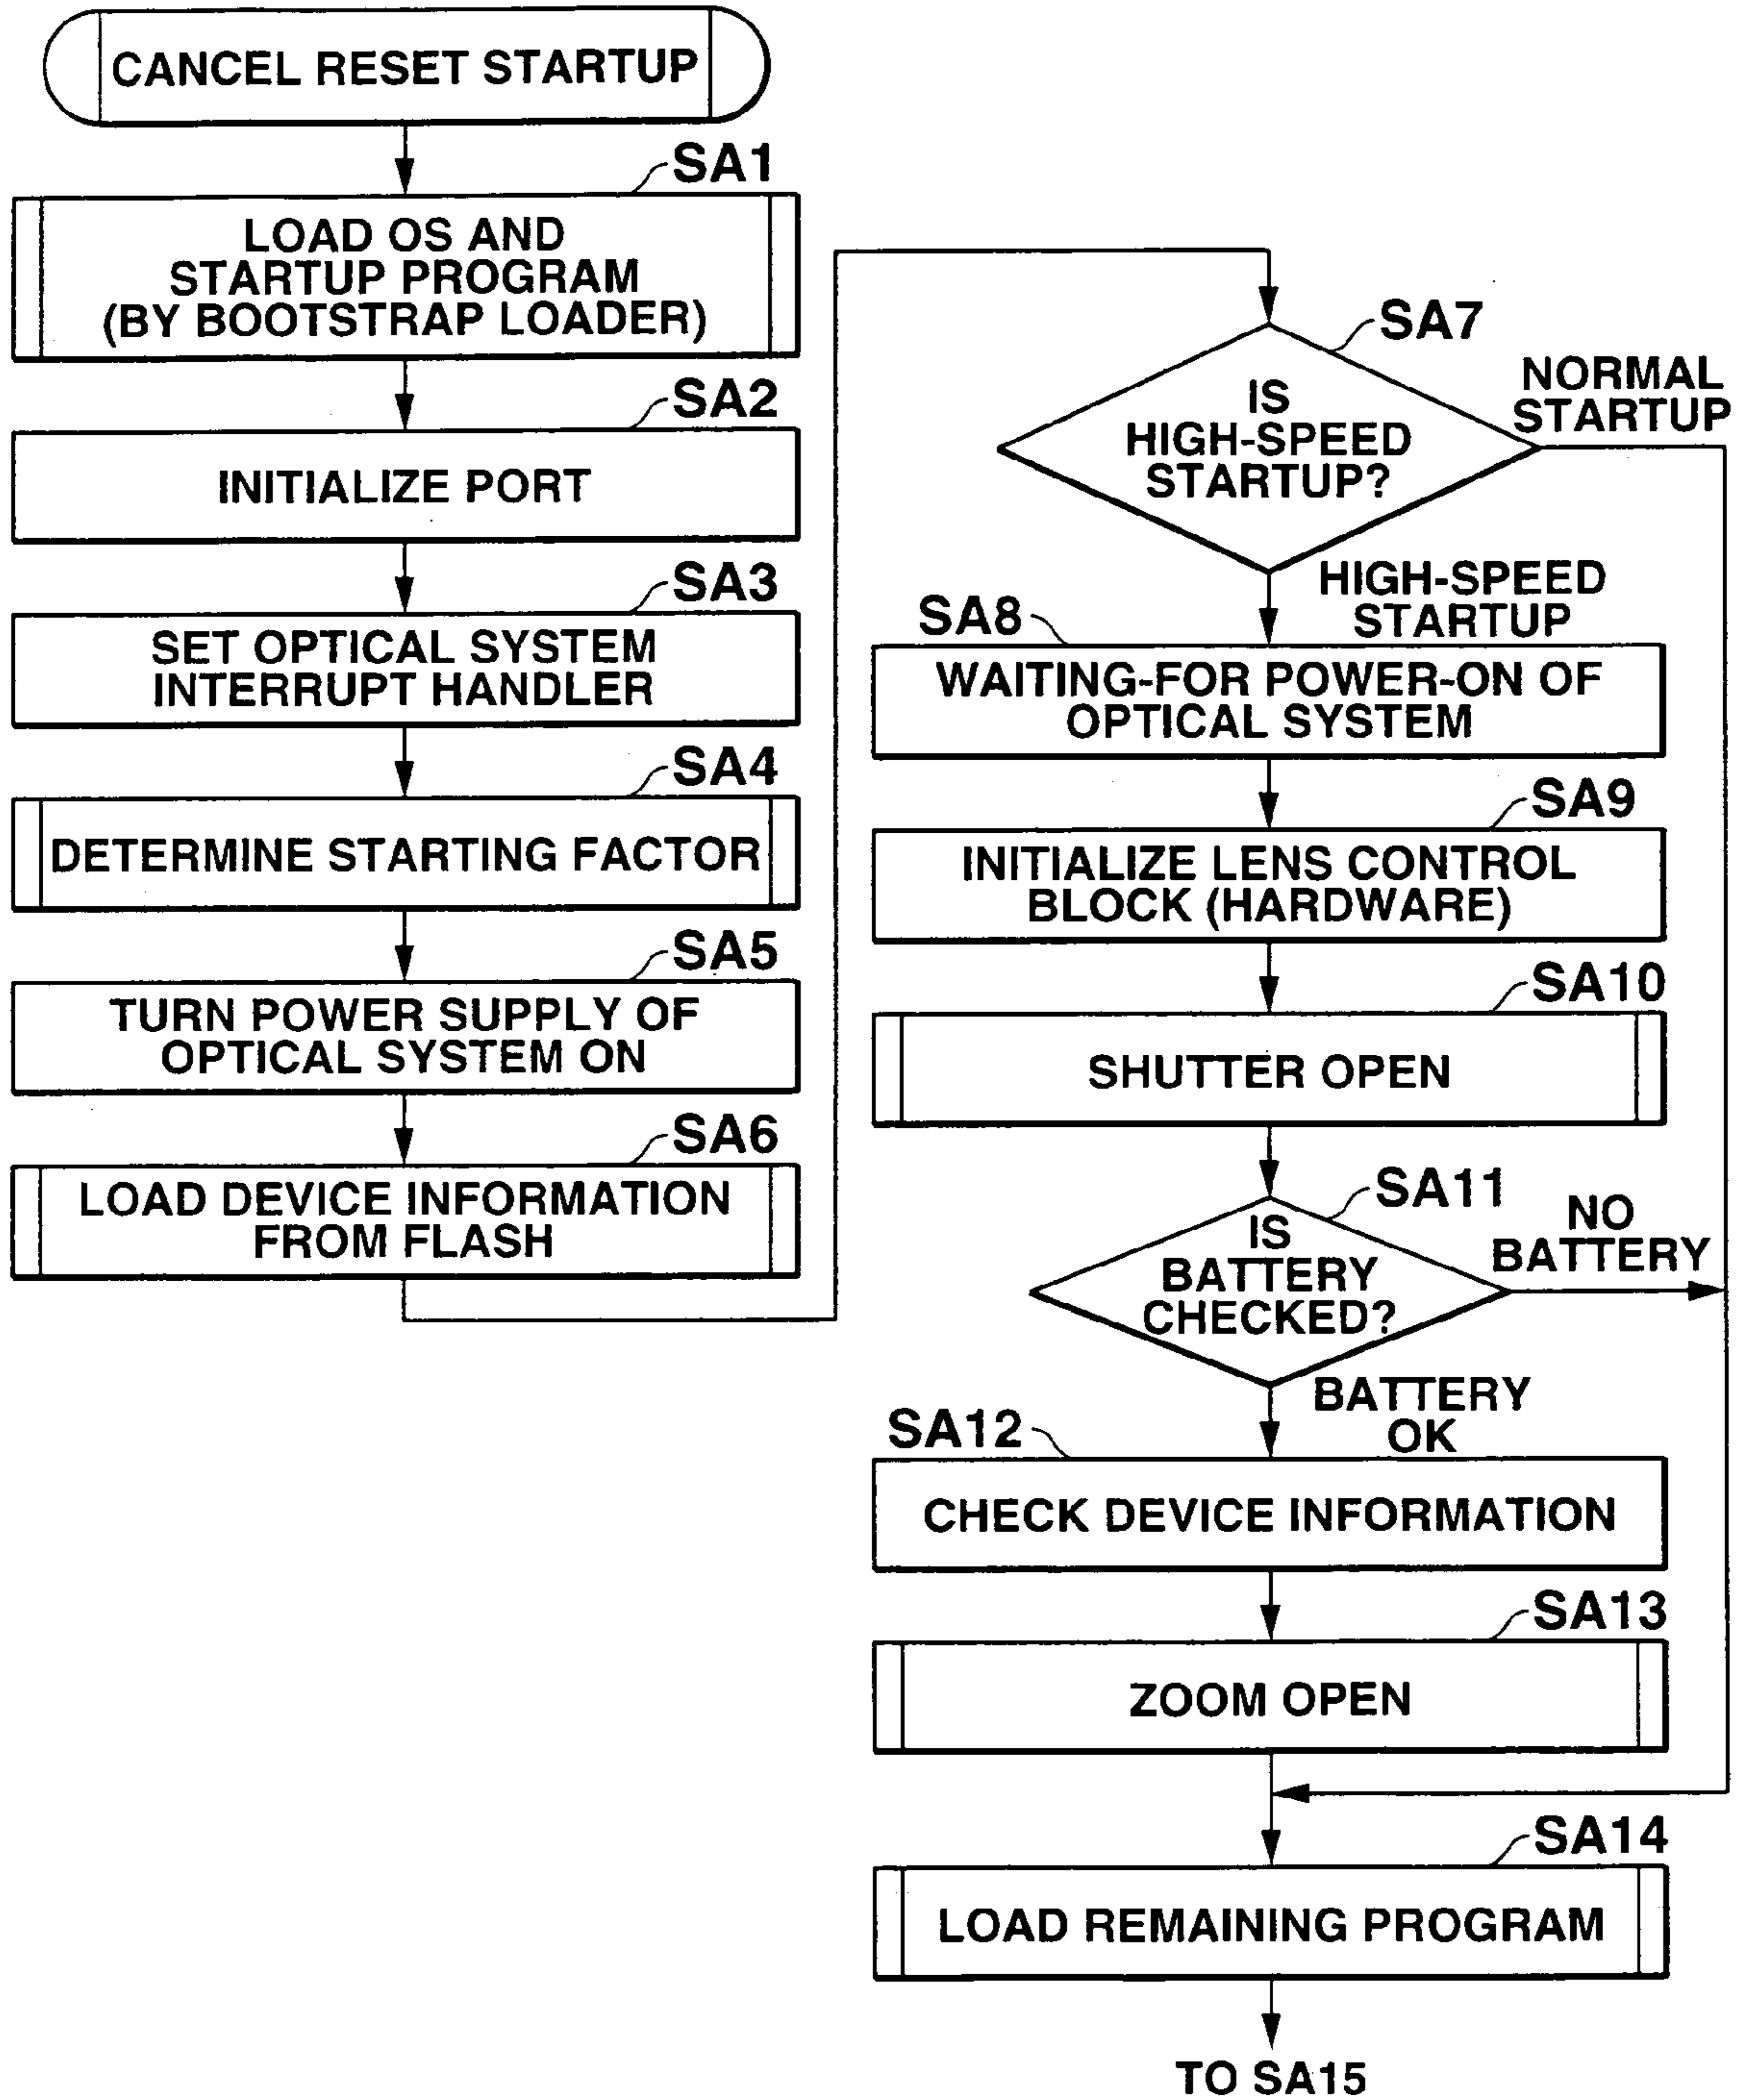 CANCEL RESET STARTUP
SA1
LOAD OS AND
STARTUP PROGRAM
(BY BOOTSTRAP LOADER)
SA2
INITIALIZE PORT
SA3
SET OPTICAL SYSTEM
INTERRUPT HANDLER
SA4
DETERMINE STARTING FACTOR
SA5
TURN POWER SUPPLY OF
OPTICAL SYSTEM ON
SA6
LOAD DEVICE INFORMATION
FROM FLASH
SA7
IS
HIGH-SPEED
STARTUP?
NORMAL
STARTUP
HIGH-SPEED
STARTUP
SA8
WAITING-FOR POWER-ON OF
OPTICAL SYSTEM
SA9
INITIALIZE LENS CONTROL
BLOCK (HARDWARE)
SA10
SHUTTER OPEN
SA11
IS
BATTERY
CHECKED?
NO
BATTERY
BATTERY
OK
SA12
CHECK DEVICE INFORMATION
SA13
ZOOM OPEN
SA14
LOAD REMAINING PROGRAM
TO SA15